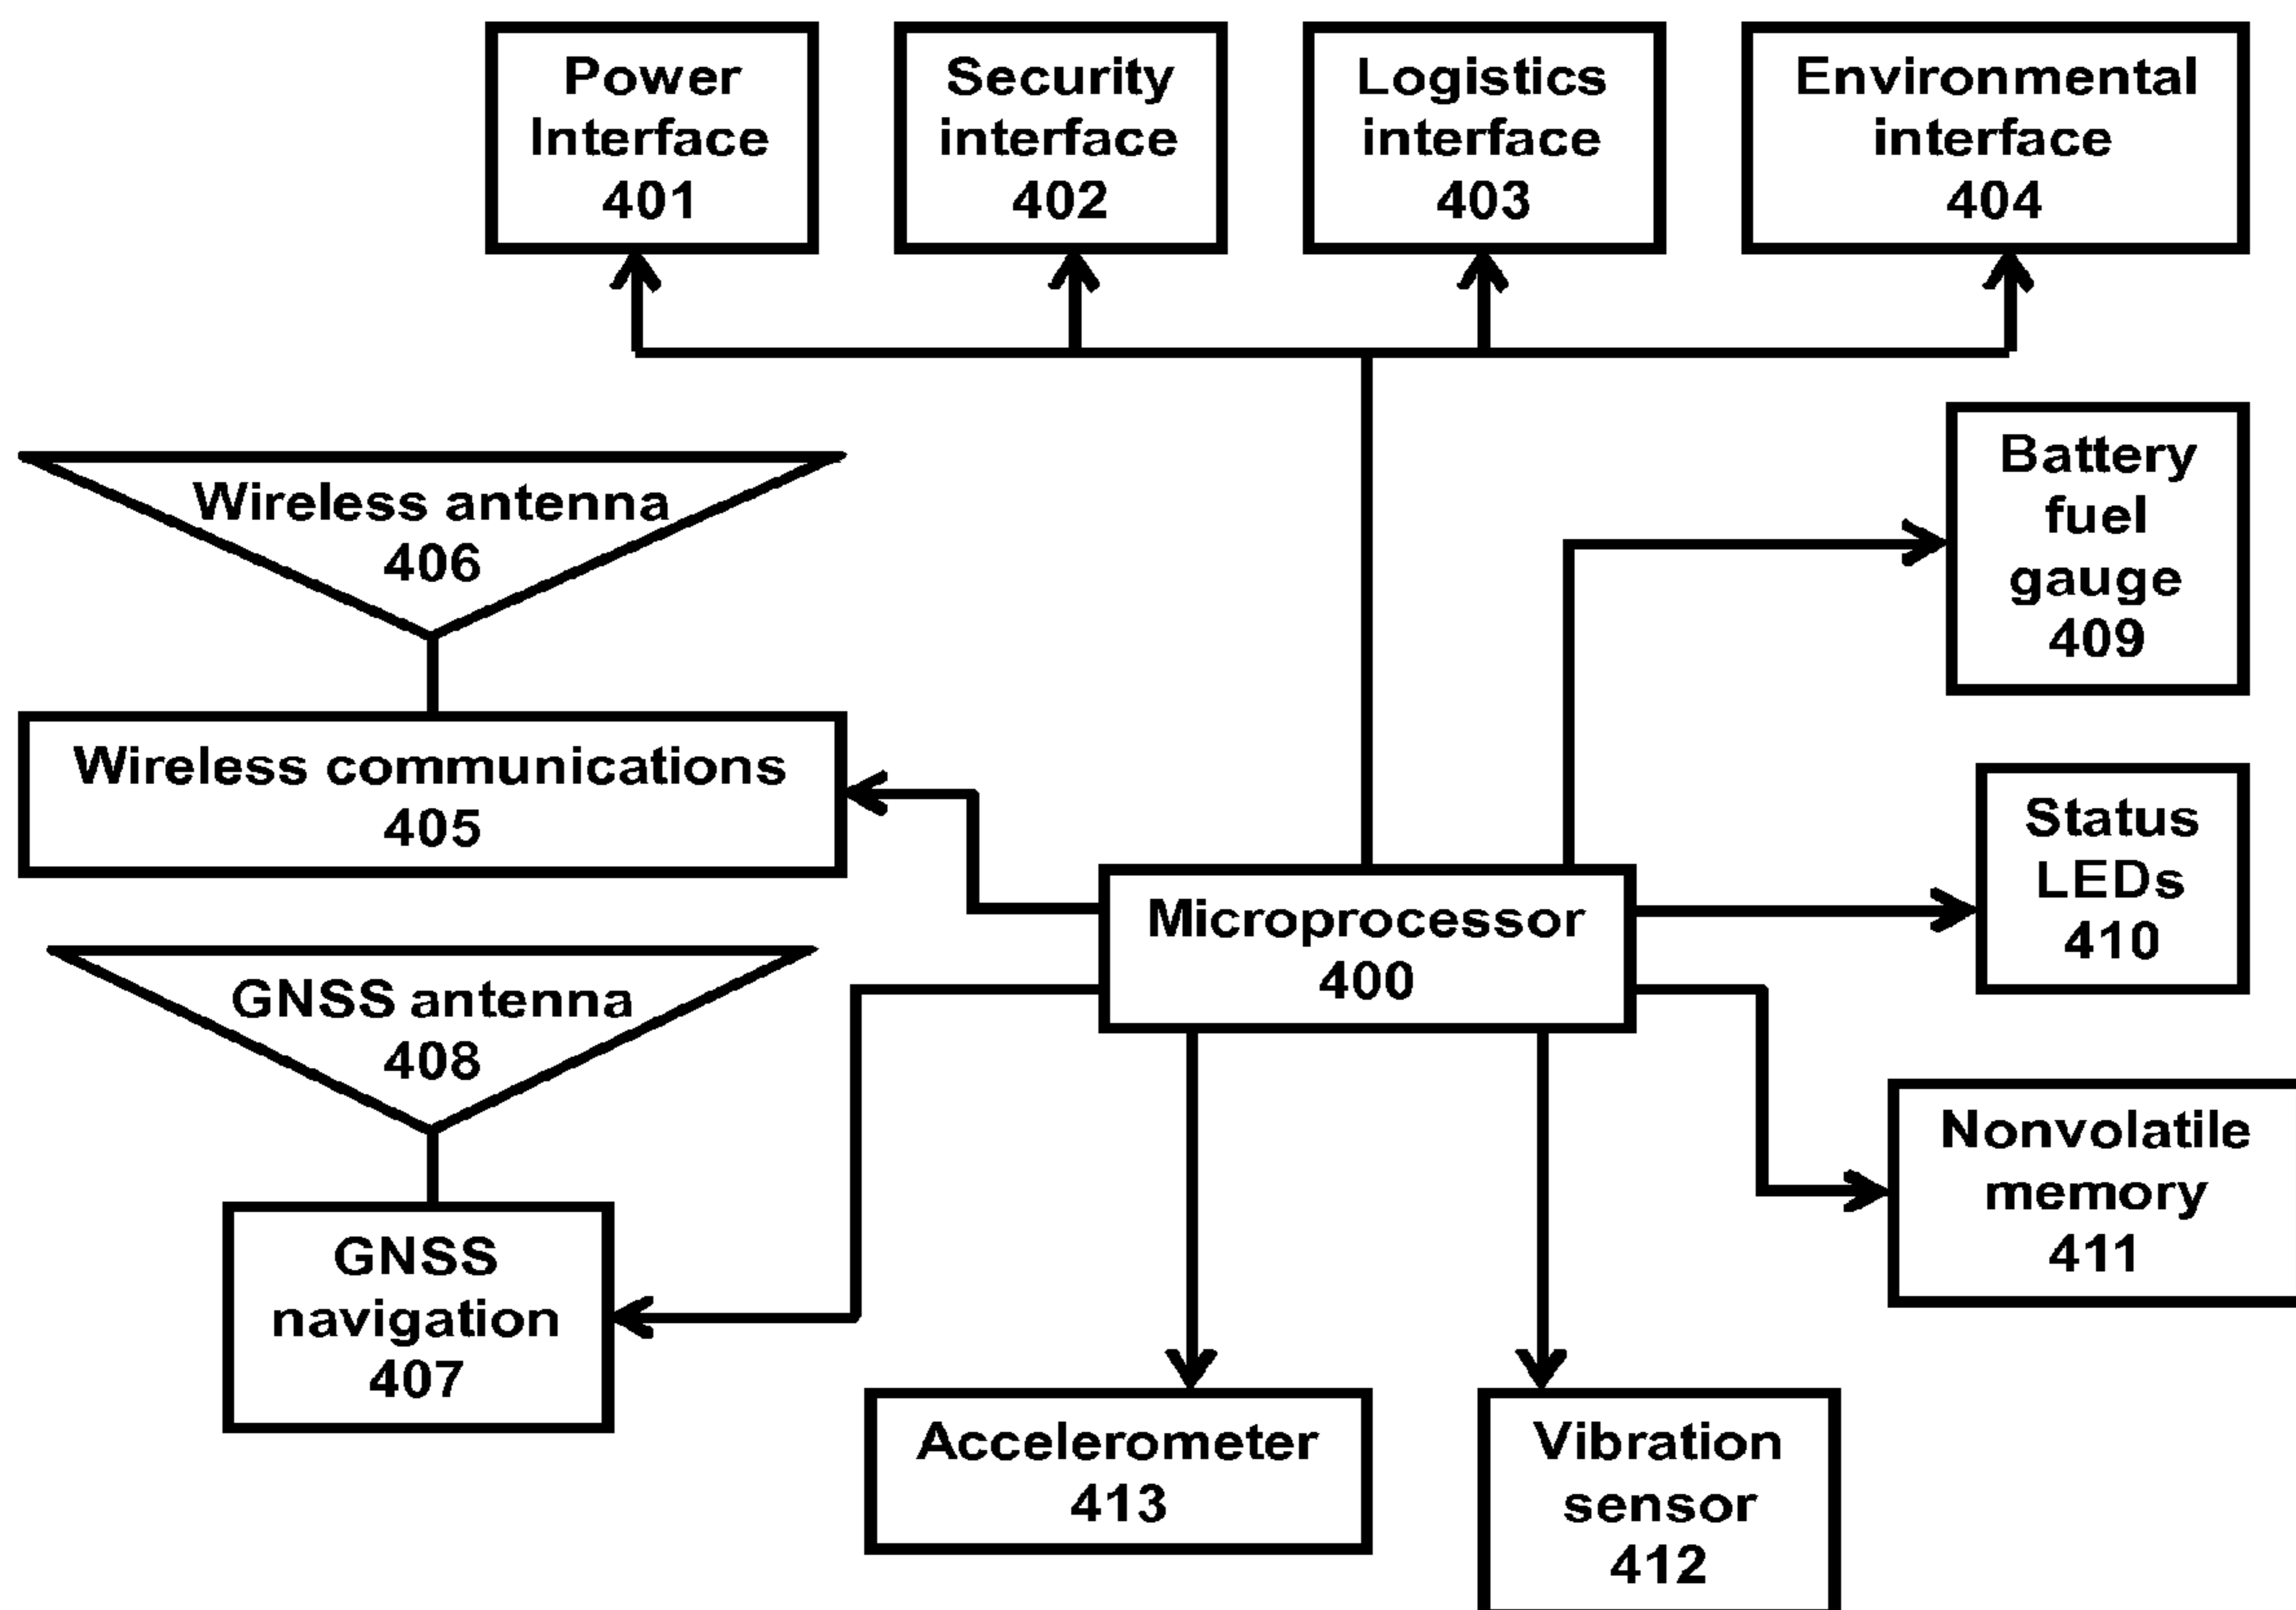 Power
Interface
401
Security
interface
402
Logistics
interface
403
Environmental
interface
404
Wireless antenna
406
Battery
fuel
gauge
409
Wireless communications
405
Status
LEDs
410
Microprocessor
400
GNSS antenna
408
Nonvolatile
memory
411
GNSS
navigation
407
Accelerometer
413
Vibration
sensor
412